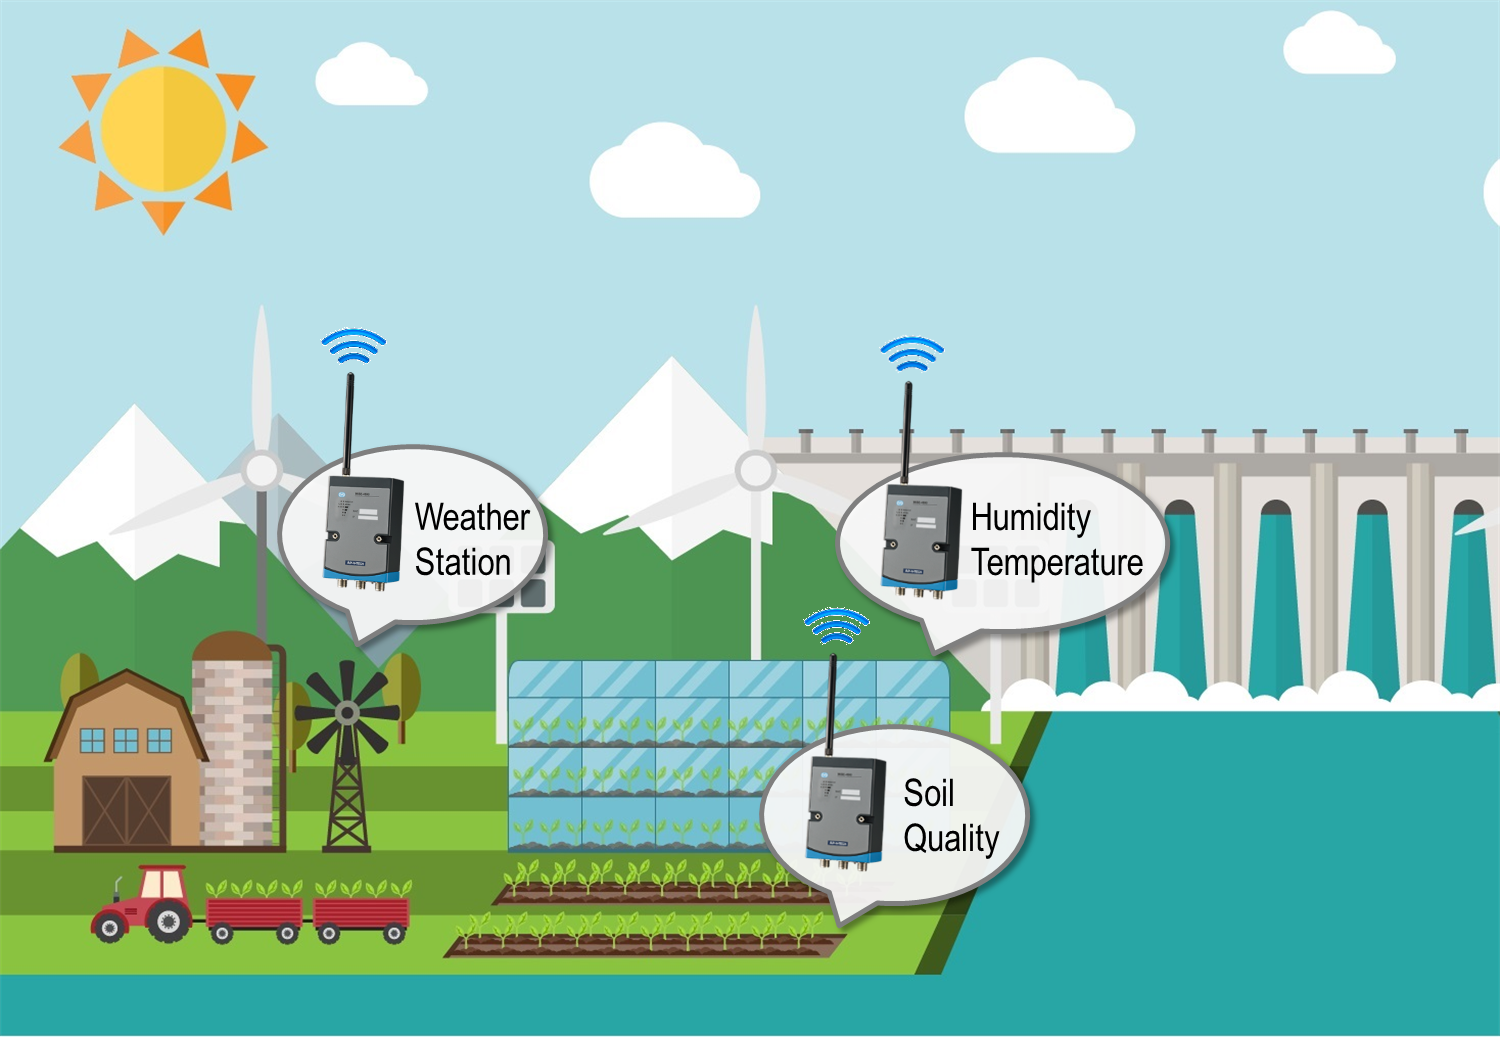 Weather
Station
Humidity
Temperature
Soil
Quality